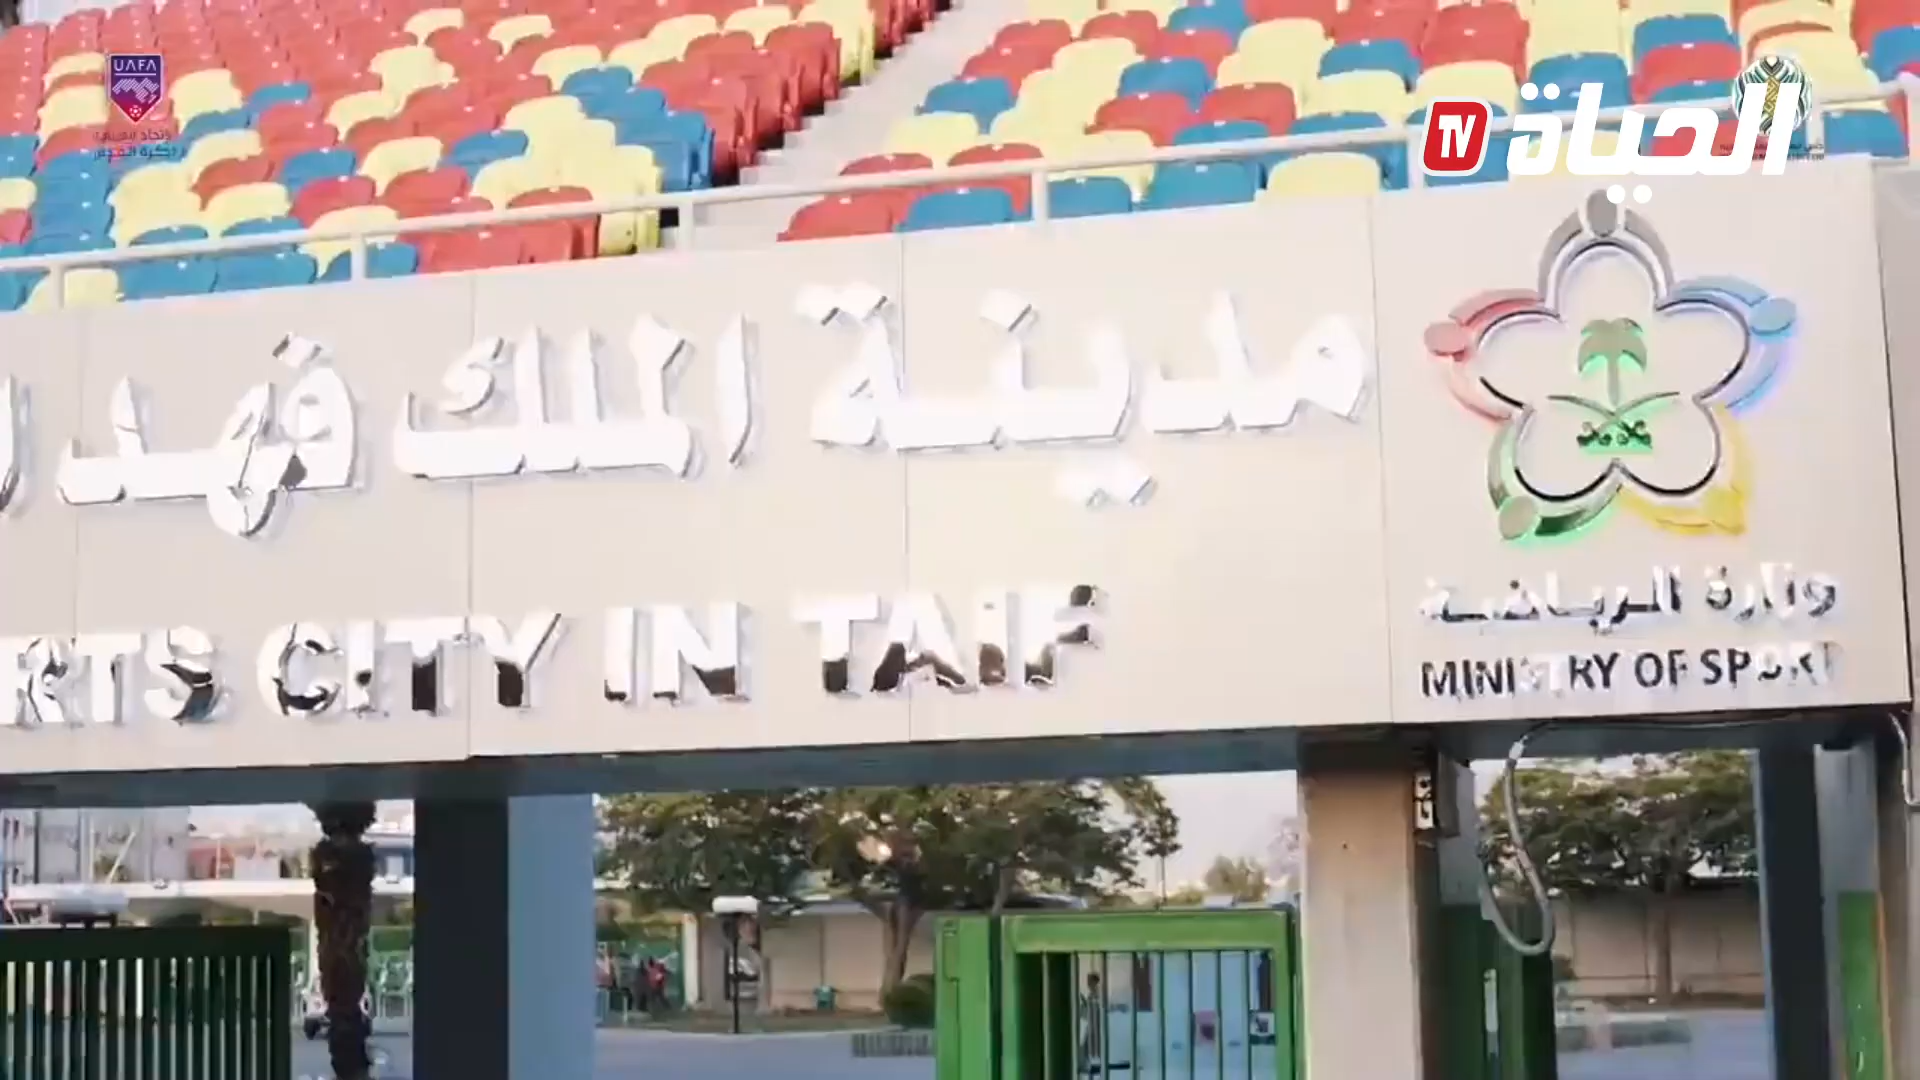 UAFA
TV الحياة
مدينة الملك فهد
RTS CITY IN TAIF
وزارة الرياضة
MINISTRY OF SPORT